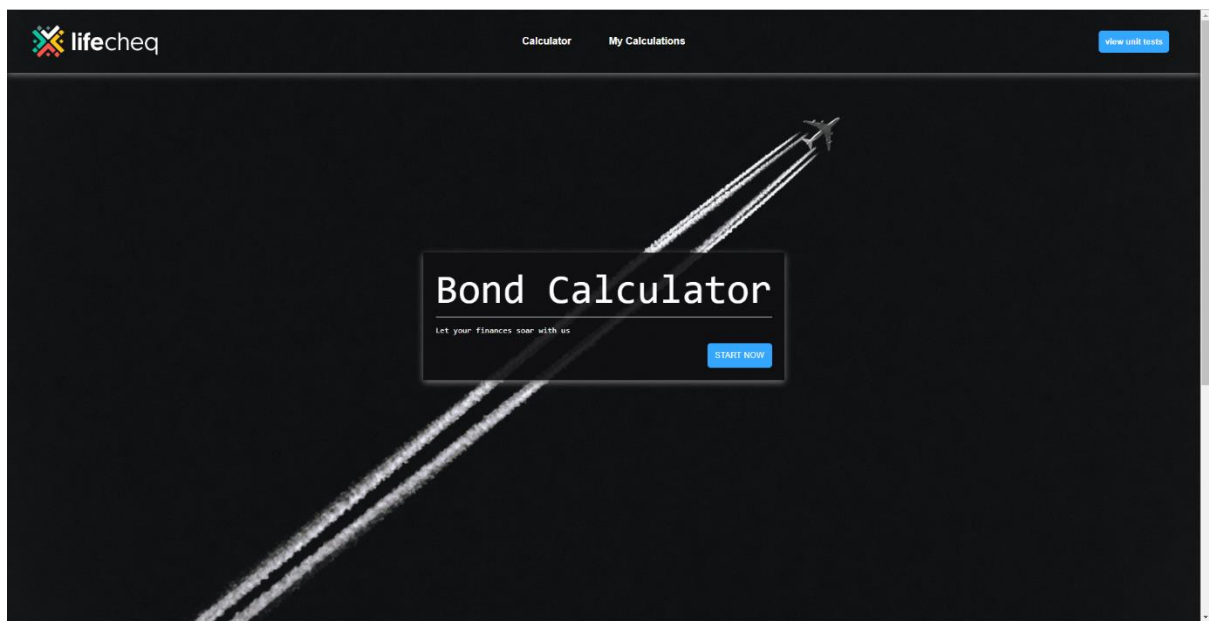 lifecheq
Calculator
My Calculations
view unit tests
Bond Calculator
Let your finances soar with us
START NOW